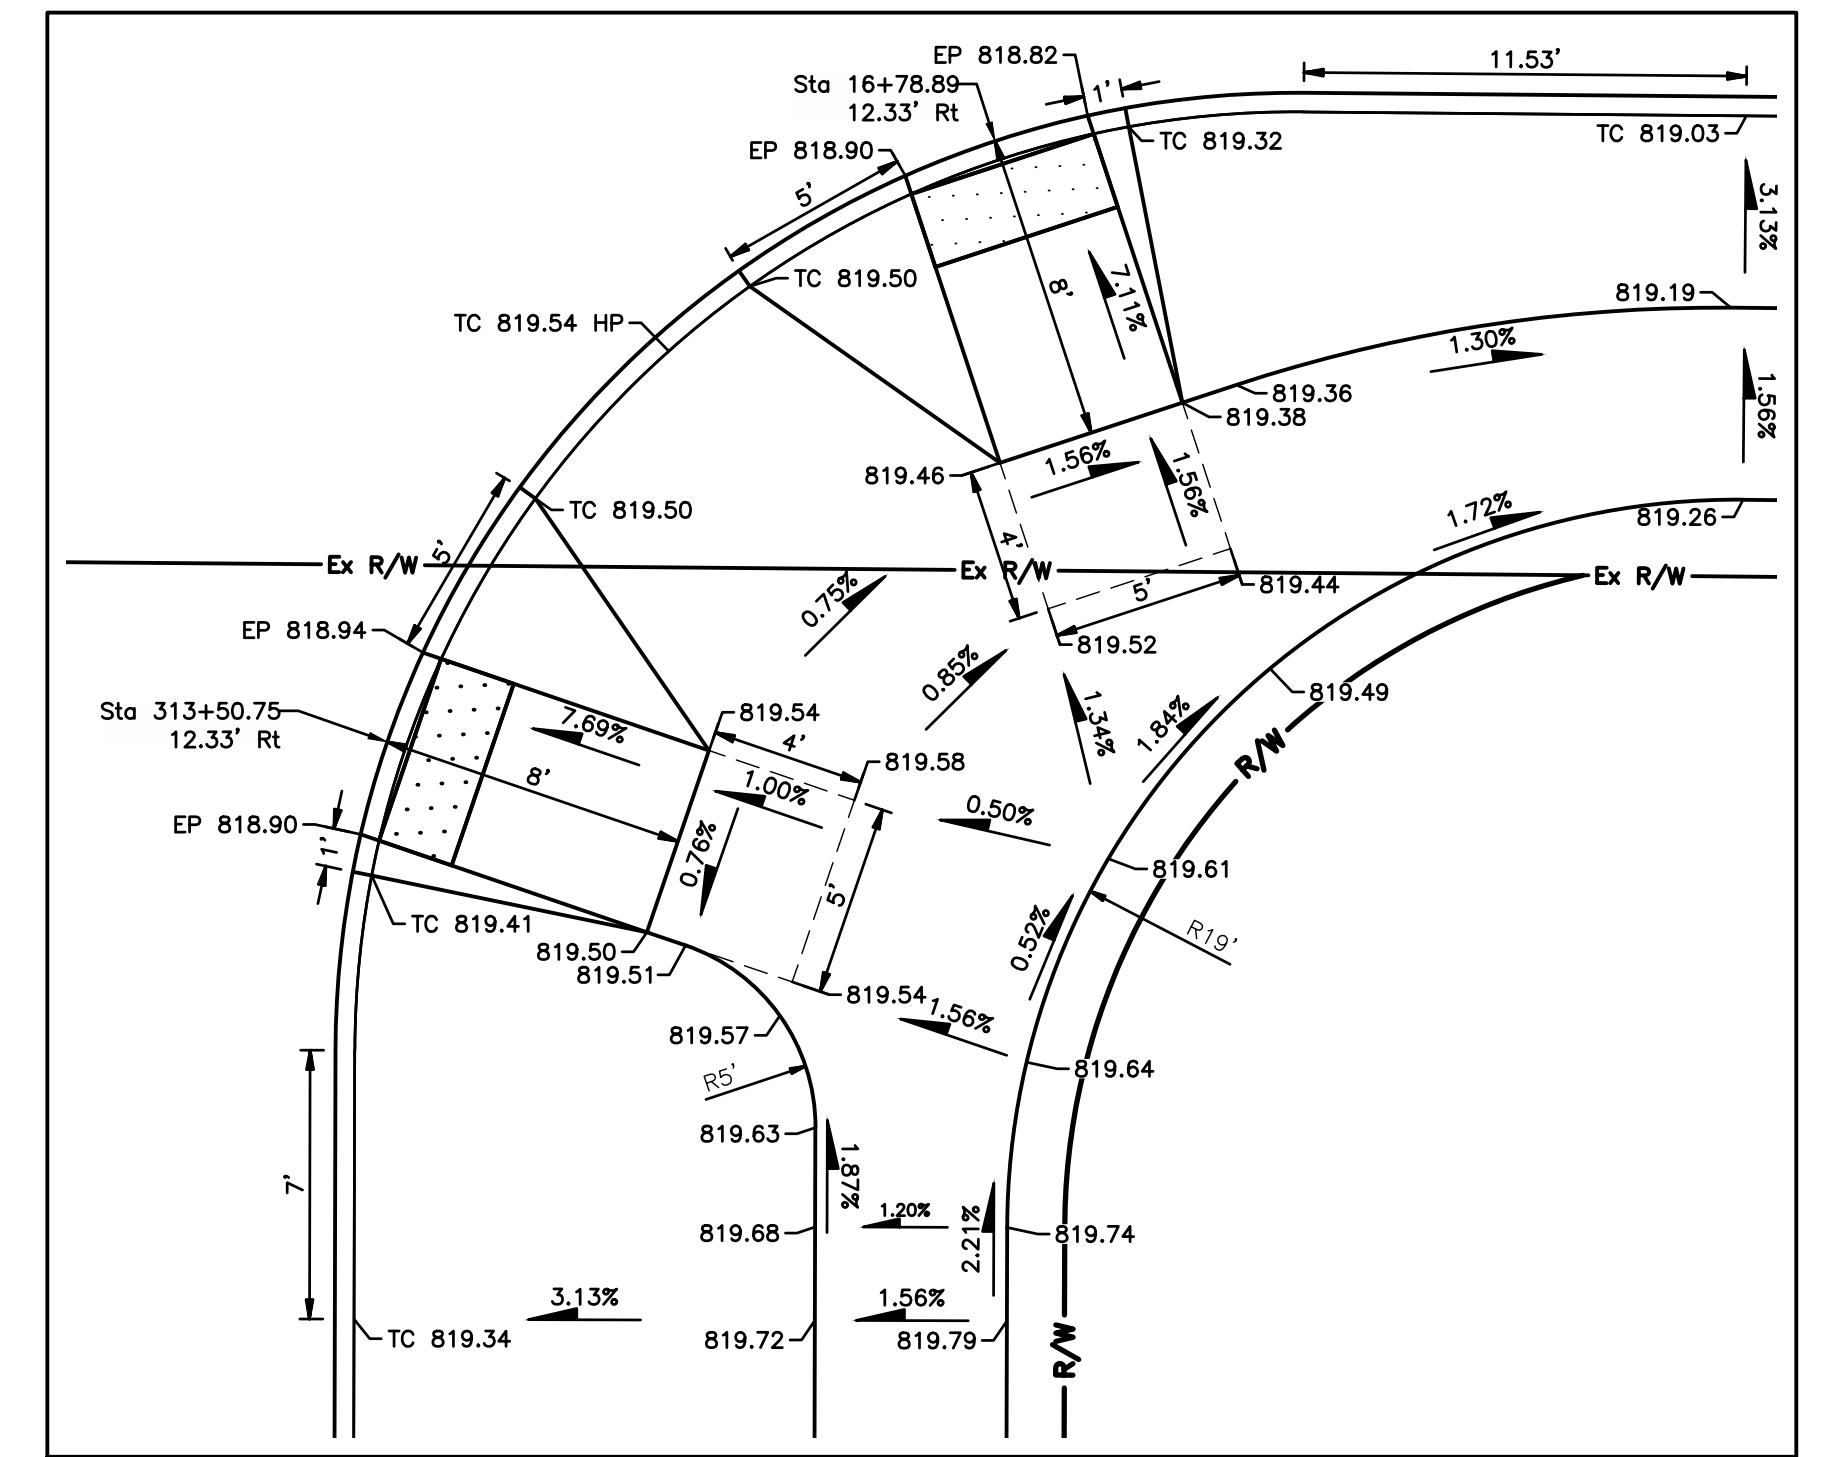 EP 818.82
11.53'
Sta 16+78.89
12.33' Rt
1'
TC 819.32
TC 819.03
EP 818.90
5'
3.13%
TC 819.50
8'
7.11%
819.19
TC 819.54 HP
1.30%
819.36
819.38
1.56%
819.46
1.56%
1.56%
TC 819.50
1.72%
819.26
4'
5'
Ex R/W
Ex R/W
Ex R/W
819.44
5'
0.75%
819.52
EP 818.94
0.85%
819.49
Sta 313+50.75
12.33' Rt
7.69%
819.54
4'
1.34%
1.84%
R/W
819.58
8'
1.00%
0.50%
EP 818.90
1'
0.76%
5'
819.61
TC 819.41
819.50
819.51
0.52%
R19'
819.54
1.56%
819.57
R5'
819.64
819.63
7'
1.87%
1.20%
819.68
2.21%
819.74
3.13%
1.56%
TC 819.34
819.72
819.79
R/W